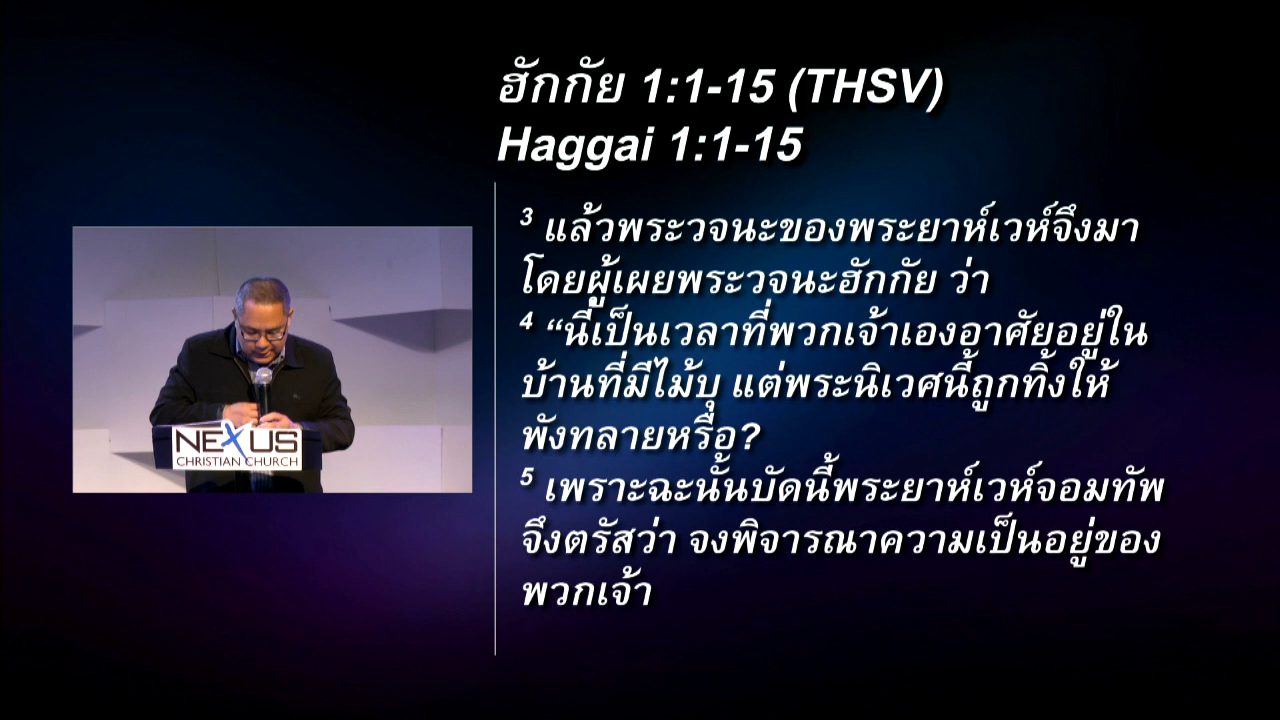 ฮักกัย 1:1-15 (THSV)
Haggai 1:1-15
3 แล้วพระวจนะของพระยาห์เวห์จึงมา
โดยผู้เผยพระวจนะฮักกัย ว่า
4 “นี่เป็นเวลาที่พวกเจ้าเองอาศัยอยู่ใน
บ้านที่มีไม้บุ แต่พระนิเวศนี้ถูกทิ้งให้
พังทลายหรือ?
5 เพราะฉะนั้นบัดนี้พระยาห์เวห์จอมทัพ
จึงตรัสว่า จงพิจารณาความเป็นอยู่ของ
พวกเจ้า
NEXUS
CHRISTIAN CHURCH